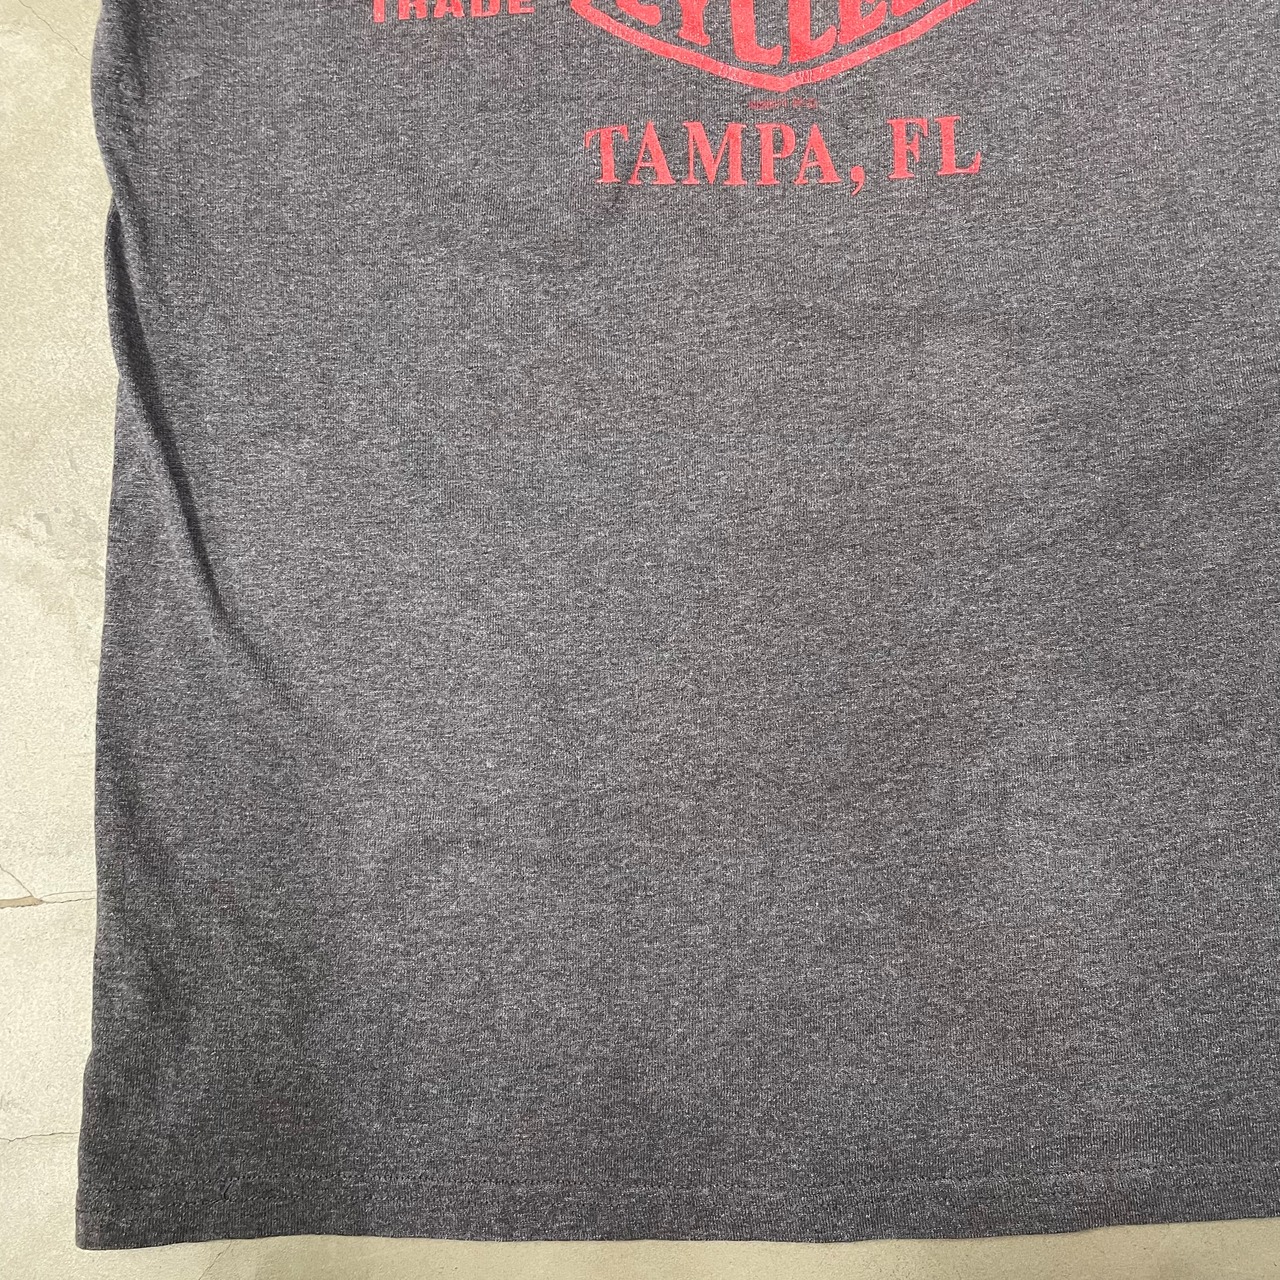 TRADE
CYCLES
TAMPA, FL